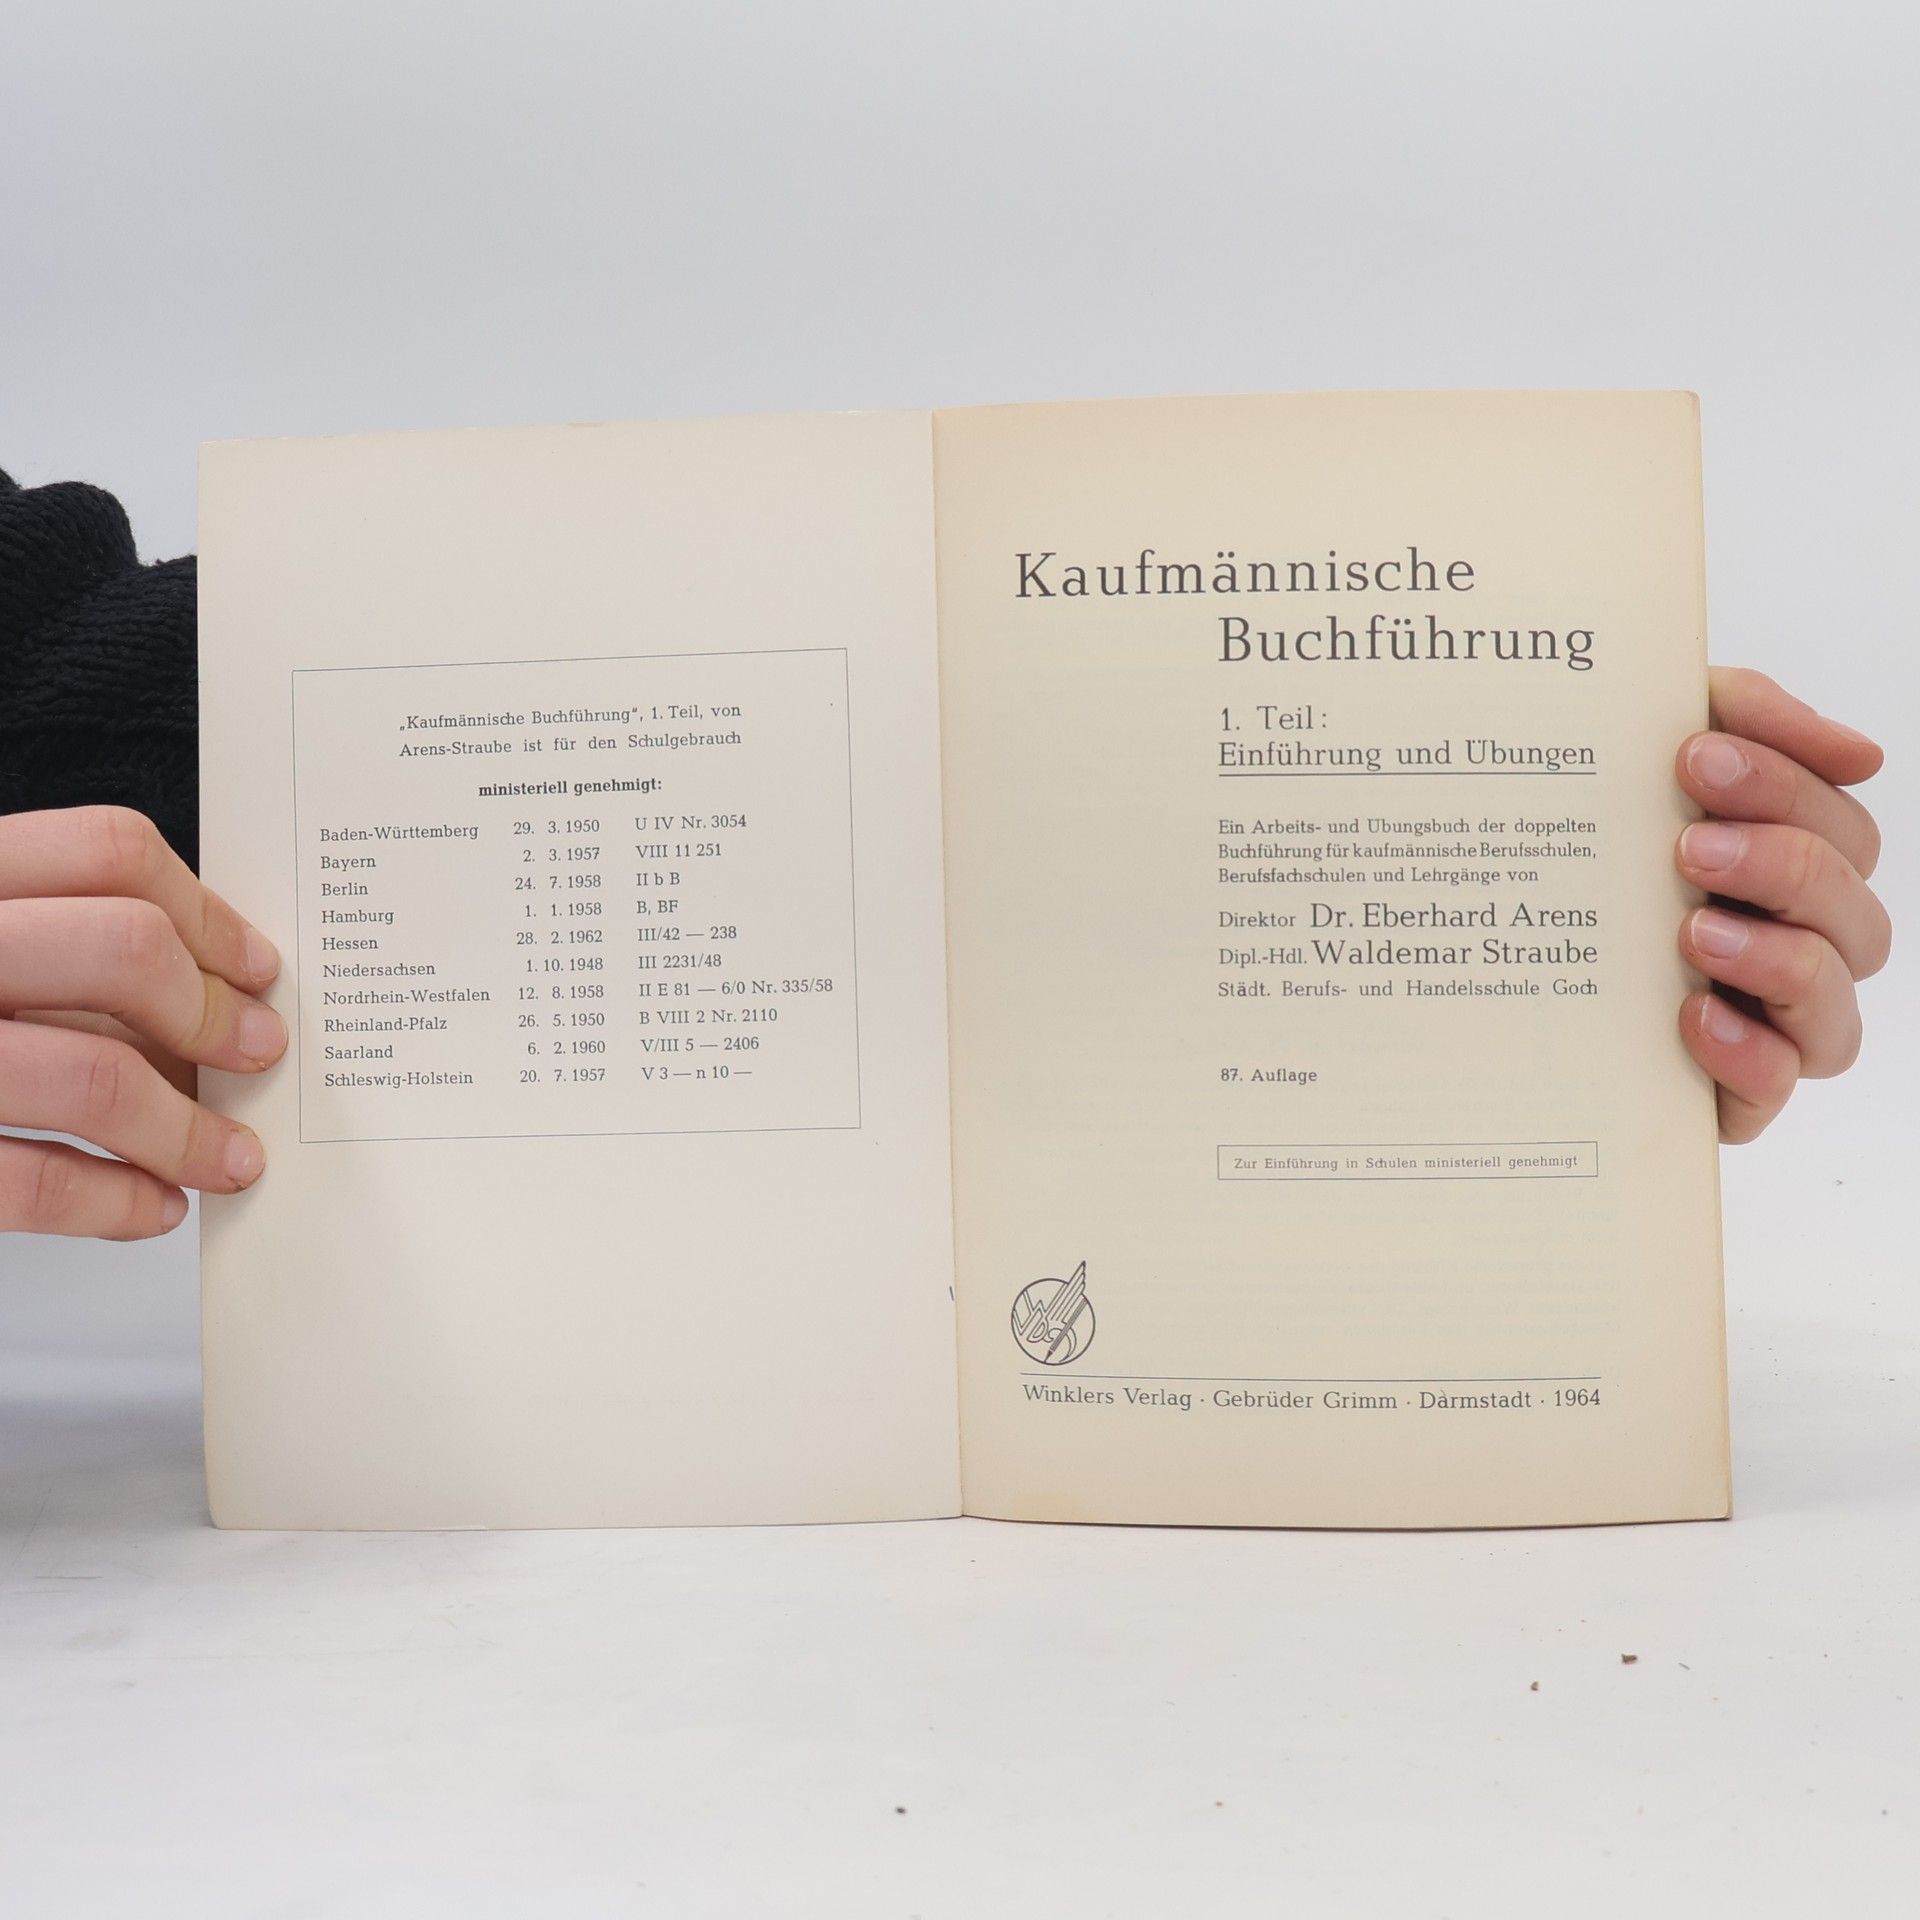 „Kaufmännische Buchführung“, 1. Teil, von
Arens-Straube ist für den Schulgebrauch
ministeriell genehmigt:
Baden-Württemberg 29. 3. 1950 U IV Nr. 3054
Bayern 2. 3. 1957 VIII 11 251
Berlin 24. 7. 1958 II b B
Hamburg 1. 1. 1958 B, BF
Hessen 28. 2. 1962 III/42 — 238
Niedersachsen 1. 10. 1948 III 2231/48
Nordrhein-Westfalen 12. 8. 1958 II E 81 — 6/0 Nr. 335/58
Rheinland-Pfalz 26. 5. 1950 B VIII 2 Nr. 2110
Saarland 6. 2. 1960 V/III 5 — 2406
Schleswig-Holstein 20. 7. 1957 V 3 — n 10 —
Kaufmännische
Buchführung
1. Teil:
Einführung und Übungen
Ein Arbeits- und Übungsbuch der doppelten
Buchführung für kaufmännische Berufsschulen,
Berufsfachschulen und Lehrgänge von
Direktor Dr. Eberhard Arens
Dipl.-Hdl. Waldemar Straube
Städt. Berufs- und Handelsschule Goch
87. Auflage
Zur Einführung in Schulen ministeriell genehmigt
Winklers Verlag · Gebrüder Grimm · Darmstadt · 1964